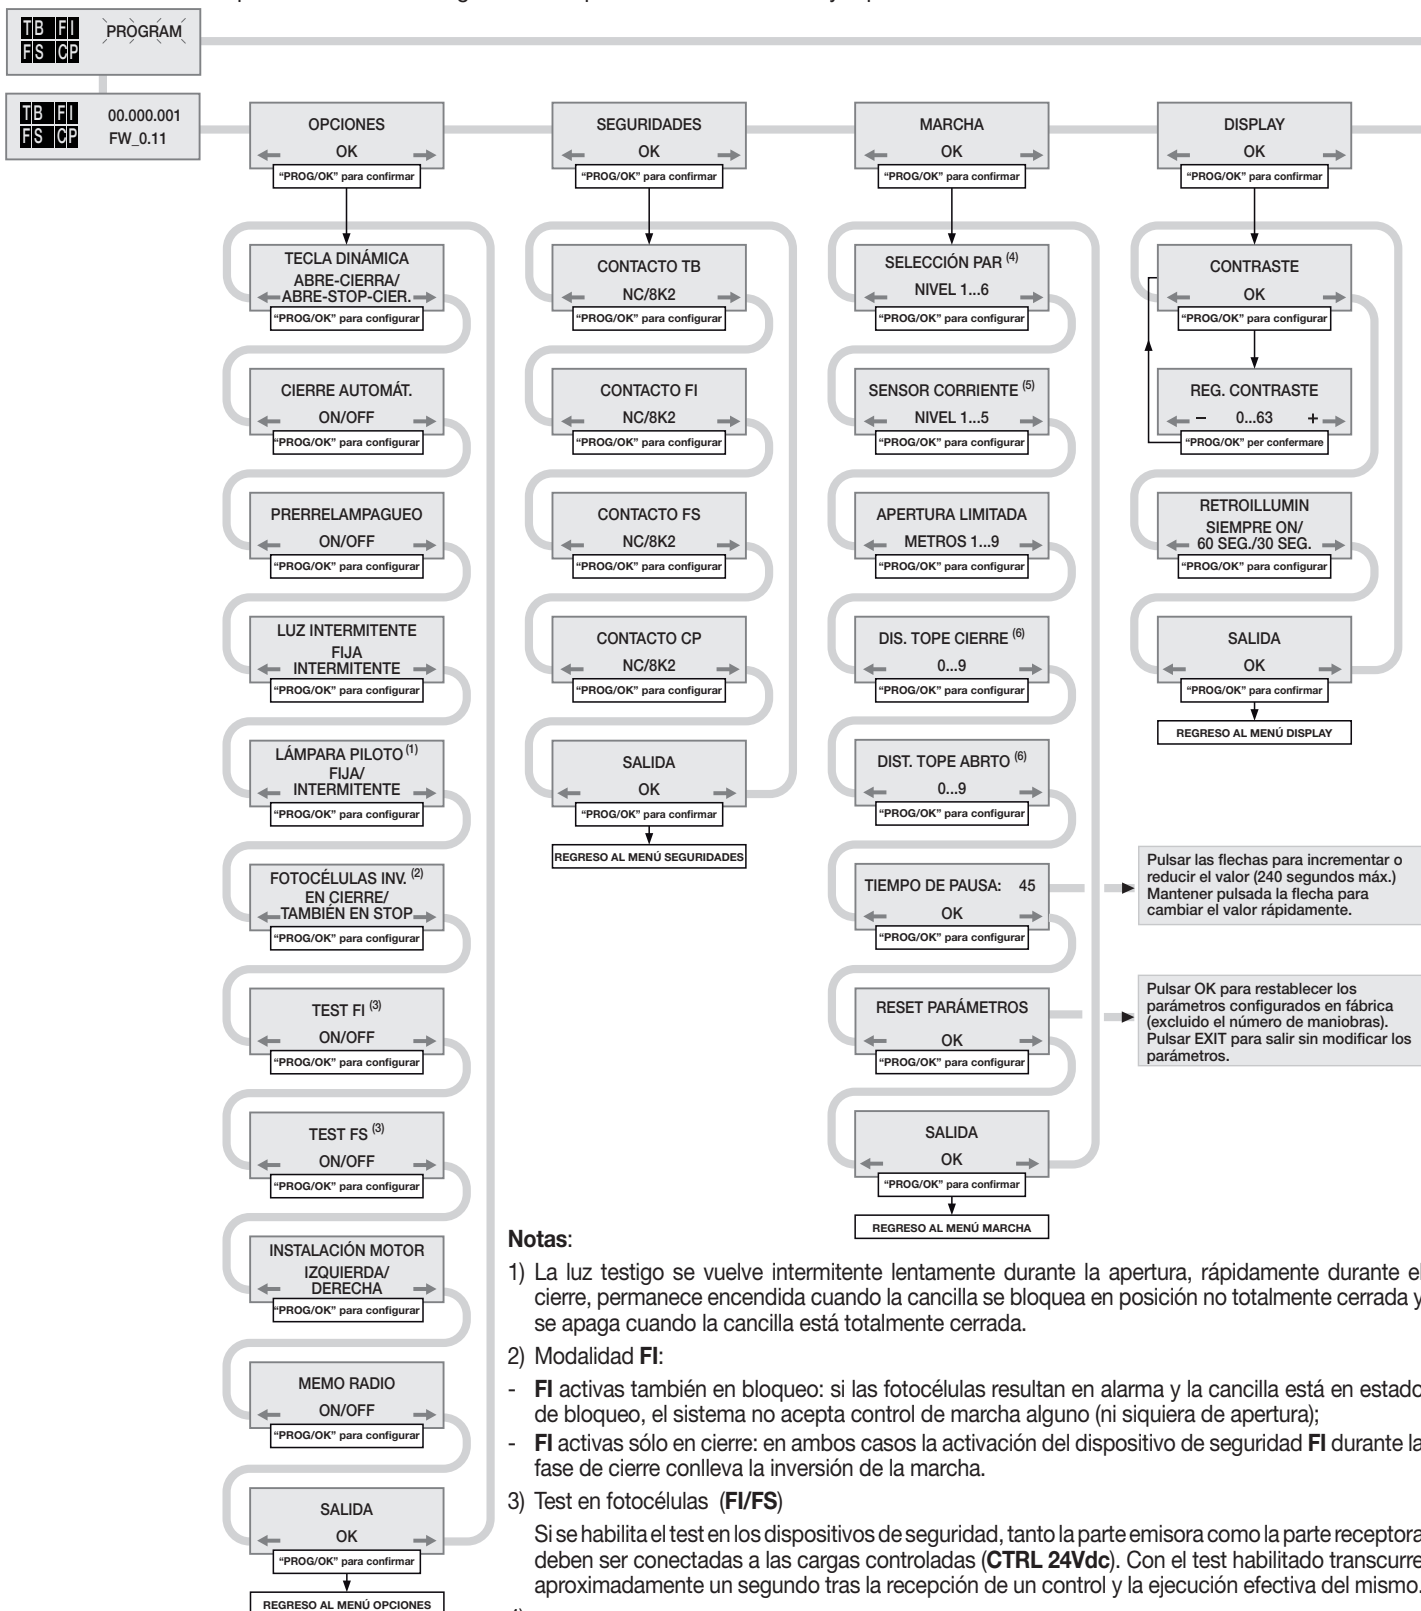 TB FI PROGRAM
FS CP
TB FI 00.000.001
FS CP FW_0.11
OPCIONES
OK
“PROG/OK” para confirmar
TECLA DINÁMICA
ABRE-CIERRA/
ABRE-STOP-CIER.
“PROG/OK” para configurar
CIERRE AUTOMÁT.
ON/OFF
“PROG/OK” para configurar
PRERRELAMPAGUEO
ON/OFF
“PROG/OK” para configurar
LUZ INTERMITENTE
FIJA
INTERMITENTE
“PROG/OK” para configurar
LÁMPARA PILOTO (1)
FIJA/
INTERMITENTE
“PROG/OK” para configurar
FOTOCÉLULAS INV. (2)
EN CIERRE/
TAMBIÉN EN STOP
“PROG/OK” para configurar
TEST FI (3)
ON/OFF
“PROG/OK” para configurar
TEST FS (3)
ON/OFF
“PROG/OK” para configurar
INSTALACIÓN MOTOR
IZQUIERDA/
DERECHA
“PROG/OK” para configurar
MEMO RADIO
ON/OFF
“PROG/OK” para configurar
SALIDA
OK
“PROG/OK” para confirmar
REGRESO AL MENÚ OPCIONES
SEGURIDADES
OK
“PROG/OK” para confirmar
CONTACTO TB
NC/8K2
“PROG/OK” para configurar
CONTACTO FI
NC/8K2
“PROG/OK” para configurar
CONTACTO FS
NC/8K2
“PROG/OK” para configurar
CONTACTO CP
NC/8K2
“PROG/OK” para configurar
SALIDA
OK
“PROG/OK” para confirmar
REGRESO AL MENÚ SEGURIDADES
MARCHA
OK
“PROG/OK” para confirmar
SELECCIÓN PAR (4)
NIVEL 1...6
“PROG/OK” para configurar
SENSOR CORRIENTE (5)
NIVEL 1...5
“PROG/OK” para configurar
APERTURA LIMITADA
METROS 1...9
“PROG/OK” para configurar
DIS. TOPE CIERRE (6)
0...9
“PROG/OK” para configurar
DIST. TOPE ABRTO (6)
0...9
“PROG/OK” para configurar
TIEMPO DE PAUSA: 45
OK
“PROG/OK” para configurar
RESET PARÁMETROS
OK
“PROG/OK” para configurar
SALIDA
OK
“PROG/OK” para confirmar
REGRESO AL MENÚ MARCHA
DISPLAY
OK
“PROG/OK” para confirmar
CONTRASTE
OK
“PROG/OK” para configurar
REG. CONTRASTE
– 0...63 +
“PROG/OK” per confermare
RETROILLUMIN
SIEMPRE ON/
60 SEG./30 SEG.
“PROG/OK” para configurar
SALIDA
OK
“PROG/OK” para confirmar
REGRESO AL MENÚ DISPLAY
Pulsar las flechas para incrementar o
reducir el valor (240 segundos máx.)
Mantener pulsada la flecha para
cambiar el valor rápidamente.
Pulsar OK para restablecer los
parámetros configurados en fábrica
(excluido el número de maniobras).
Pulsar EXIT para salir sin modificar los
parámetros.
Notas:
1) La luz testigo se vuelve intermitente lentamente durante la apertura, rápidamente durante el
cierre, permanece encendida cuando la cancilla se bloquea en posición no totalmente cerrada y
se apaga cuando la cancilla está totalmente cerrada.
2) Modalidad FI:
- FI activas también en bloqueo: si las fotocélulas resultan en alarma y la cancilla está en estado
de bloqueo, el sistema no acepta control de marcha alguno (ni siquiera de apertura);
- FI activas sólo en cierre: en ambos casos la activación del dispositivo de seguridad FI durante la
fase de cierre conlleva la inversión de la marcha.
3) Test en fotocélulas (FI/FS)
Si se habilita el test en los dispositivos de seguridad, tanto la parte emisora como la parte receptora
deben ser conectadas a las cargas controladas (CTRL 24Vdc). Con el test habilitado transcurre
aproximadamente un segundo tras la recepción de un control y la ejecución efectiva del mismo.